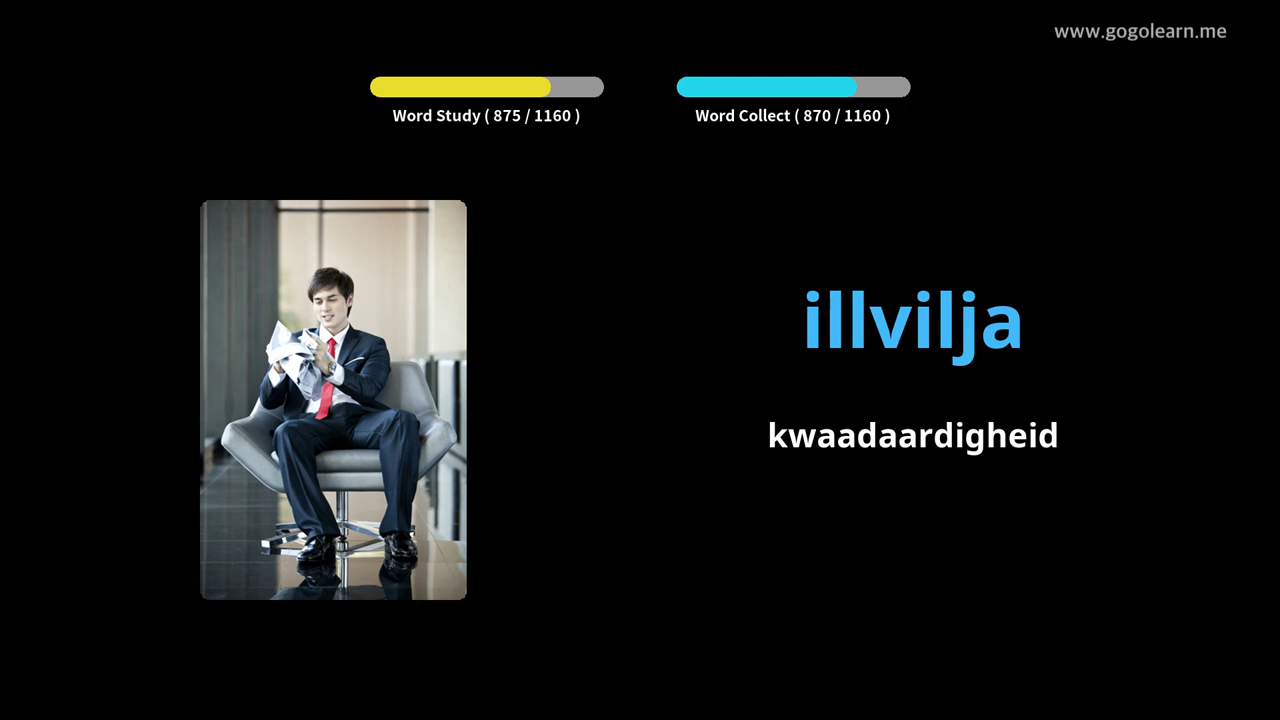 www.gogolearn.me
Word Study ( 875 / 1160 )
Word Collect ( 870 / 1160 )
illvilja
kwaadaardigheid